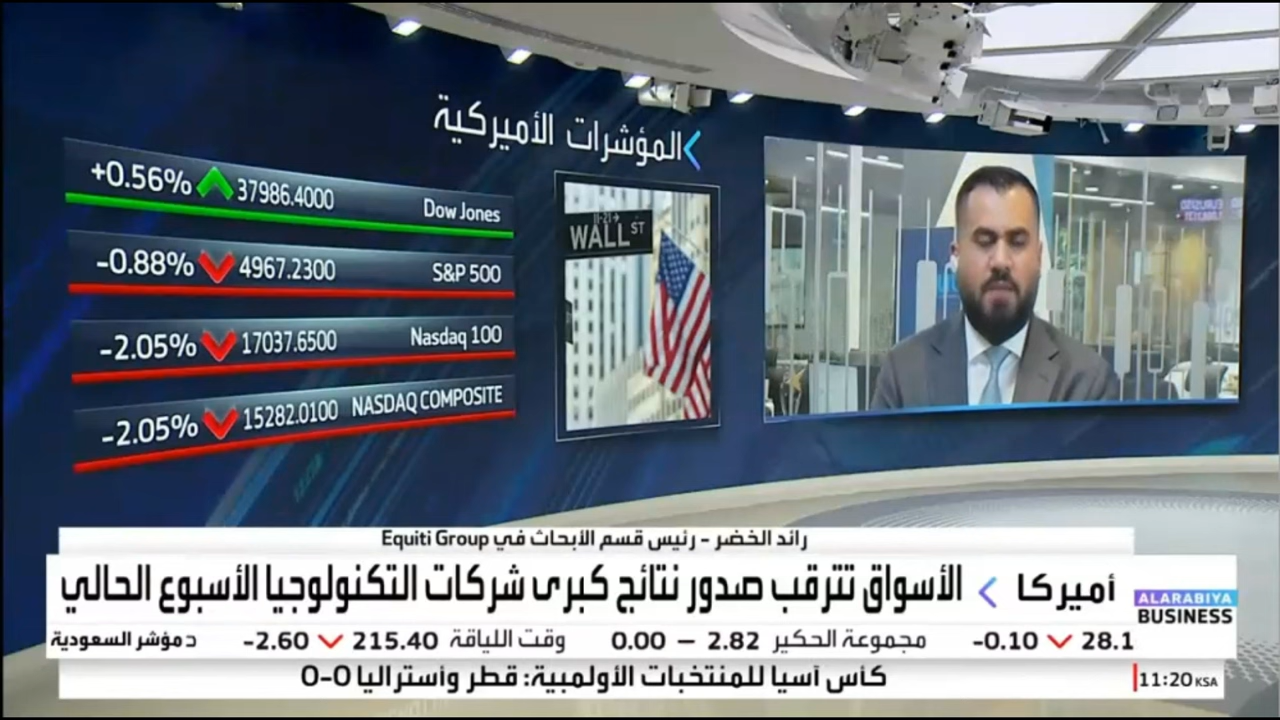 المؤشرات الأميركية
+0.56% 37986.4000 Dow Jones
-0.88% 4967.2300 S&P 500
-2.05% 17037.6500 Nasdaq 100
-2.05% 15282.0100 NASDAQ COMPOSITE
WALL ST
11-21
رائد الخضر - رئيس قسم الأبحاث في Equiti Group
أميركا > الأسواق تترقب صدور نتائج كبرى شركات التكنولوجيا الأسبوع الحالي
ALARABIYA
BUSINESS
28.1 -0.10 مجموعة الحكير 2.82 – 0.00 وقت اللياقة 215.40 -2.60 مؤشر السعودية
كأس آسيا للمنتخبات الأولمبية: قطر وأستراليا 0-0
11:20 KSA